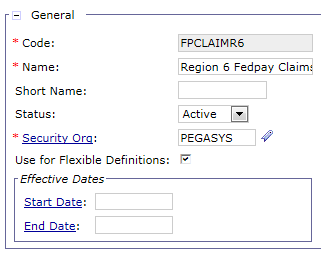 General
* Code: FPCLAIMR6
* Name: Region 6 Fedpay Claims
Short Name:
Status: Active
* Security Org: PEGASYS
Use for Flexible Definitions:
Effective Dates
Start Date:
End Date: